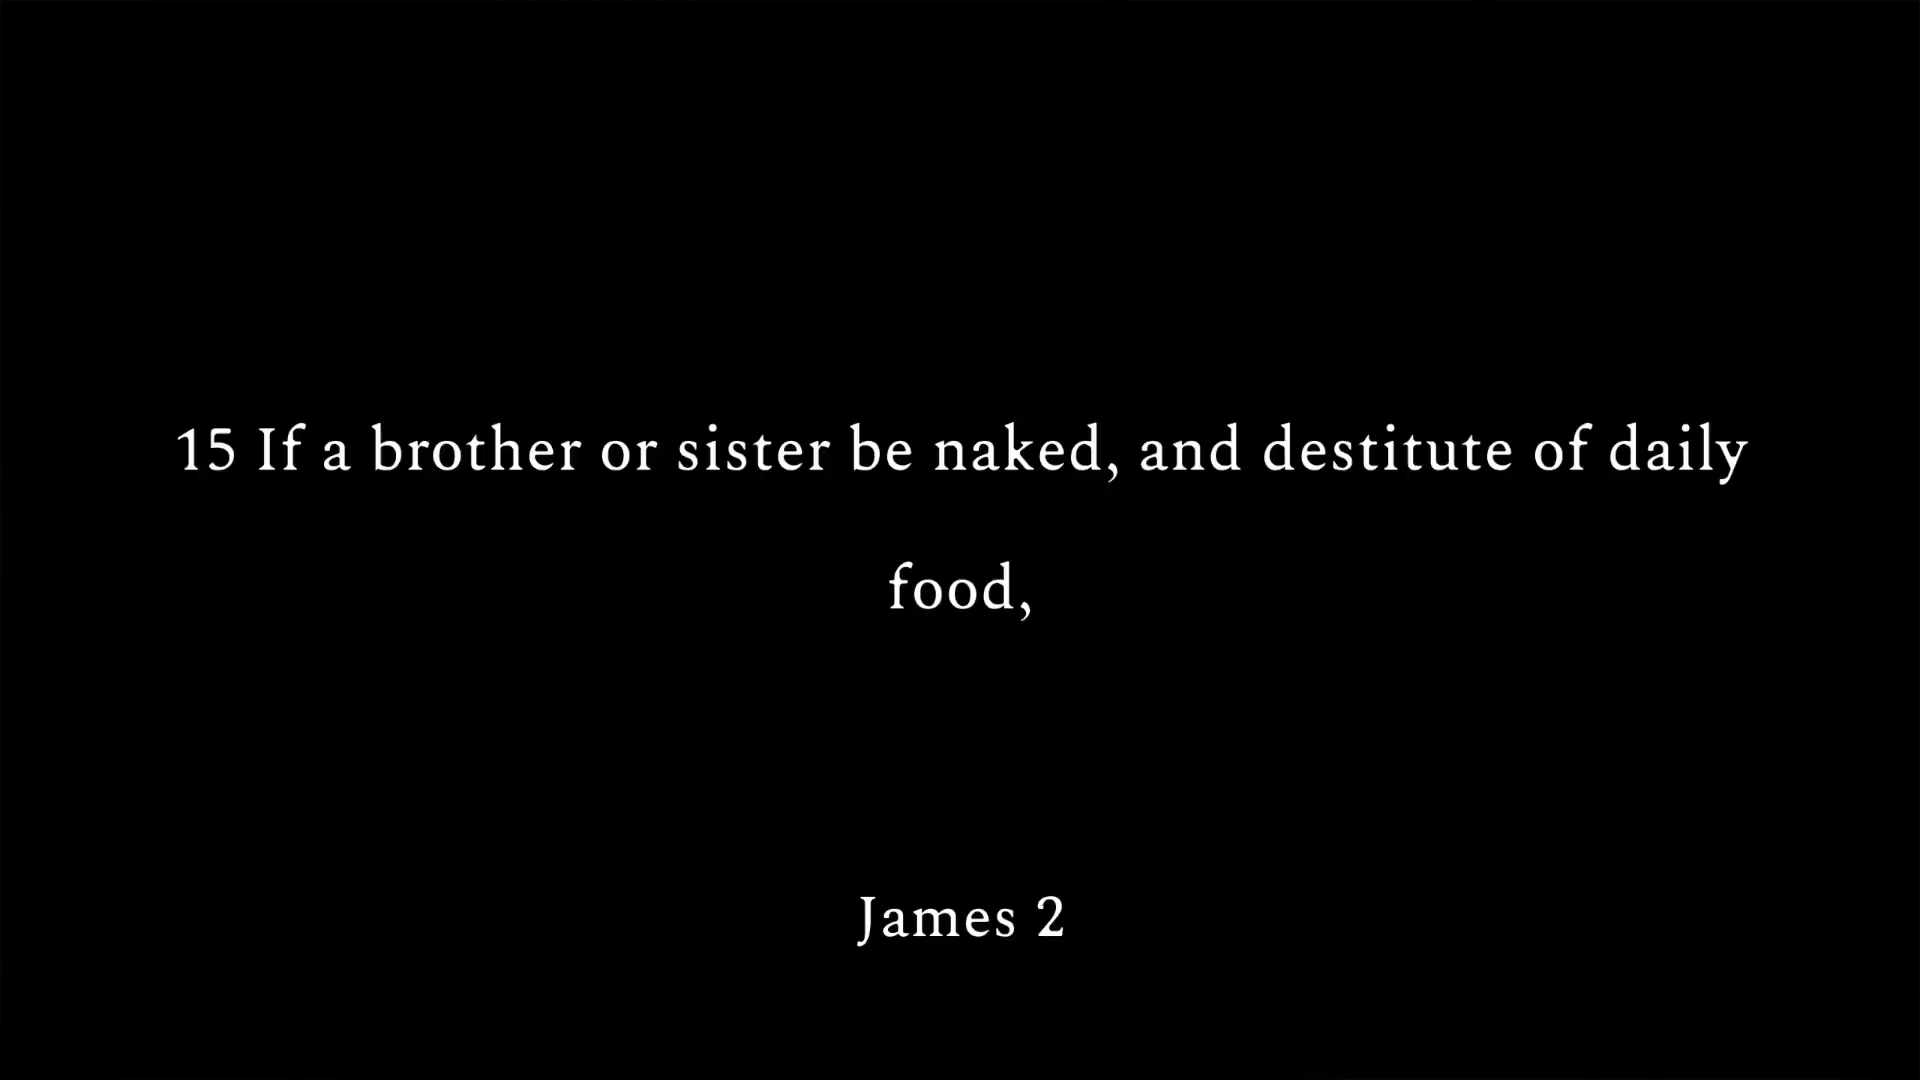 15 If a brother or sister be naked, and destitute of daily
food,
James 2